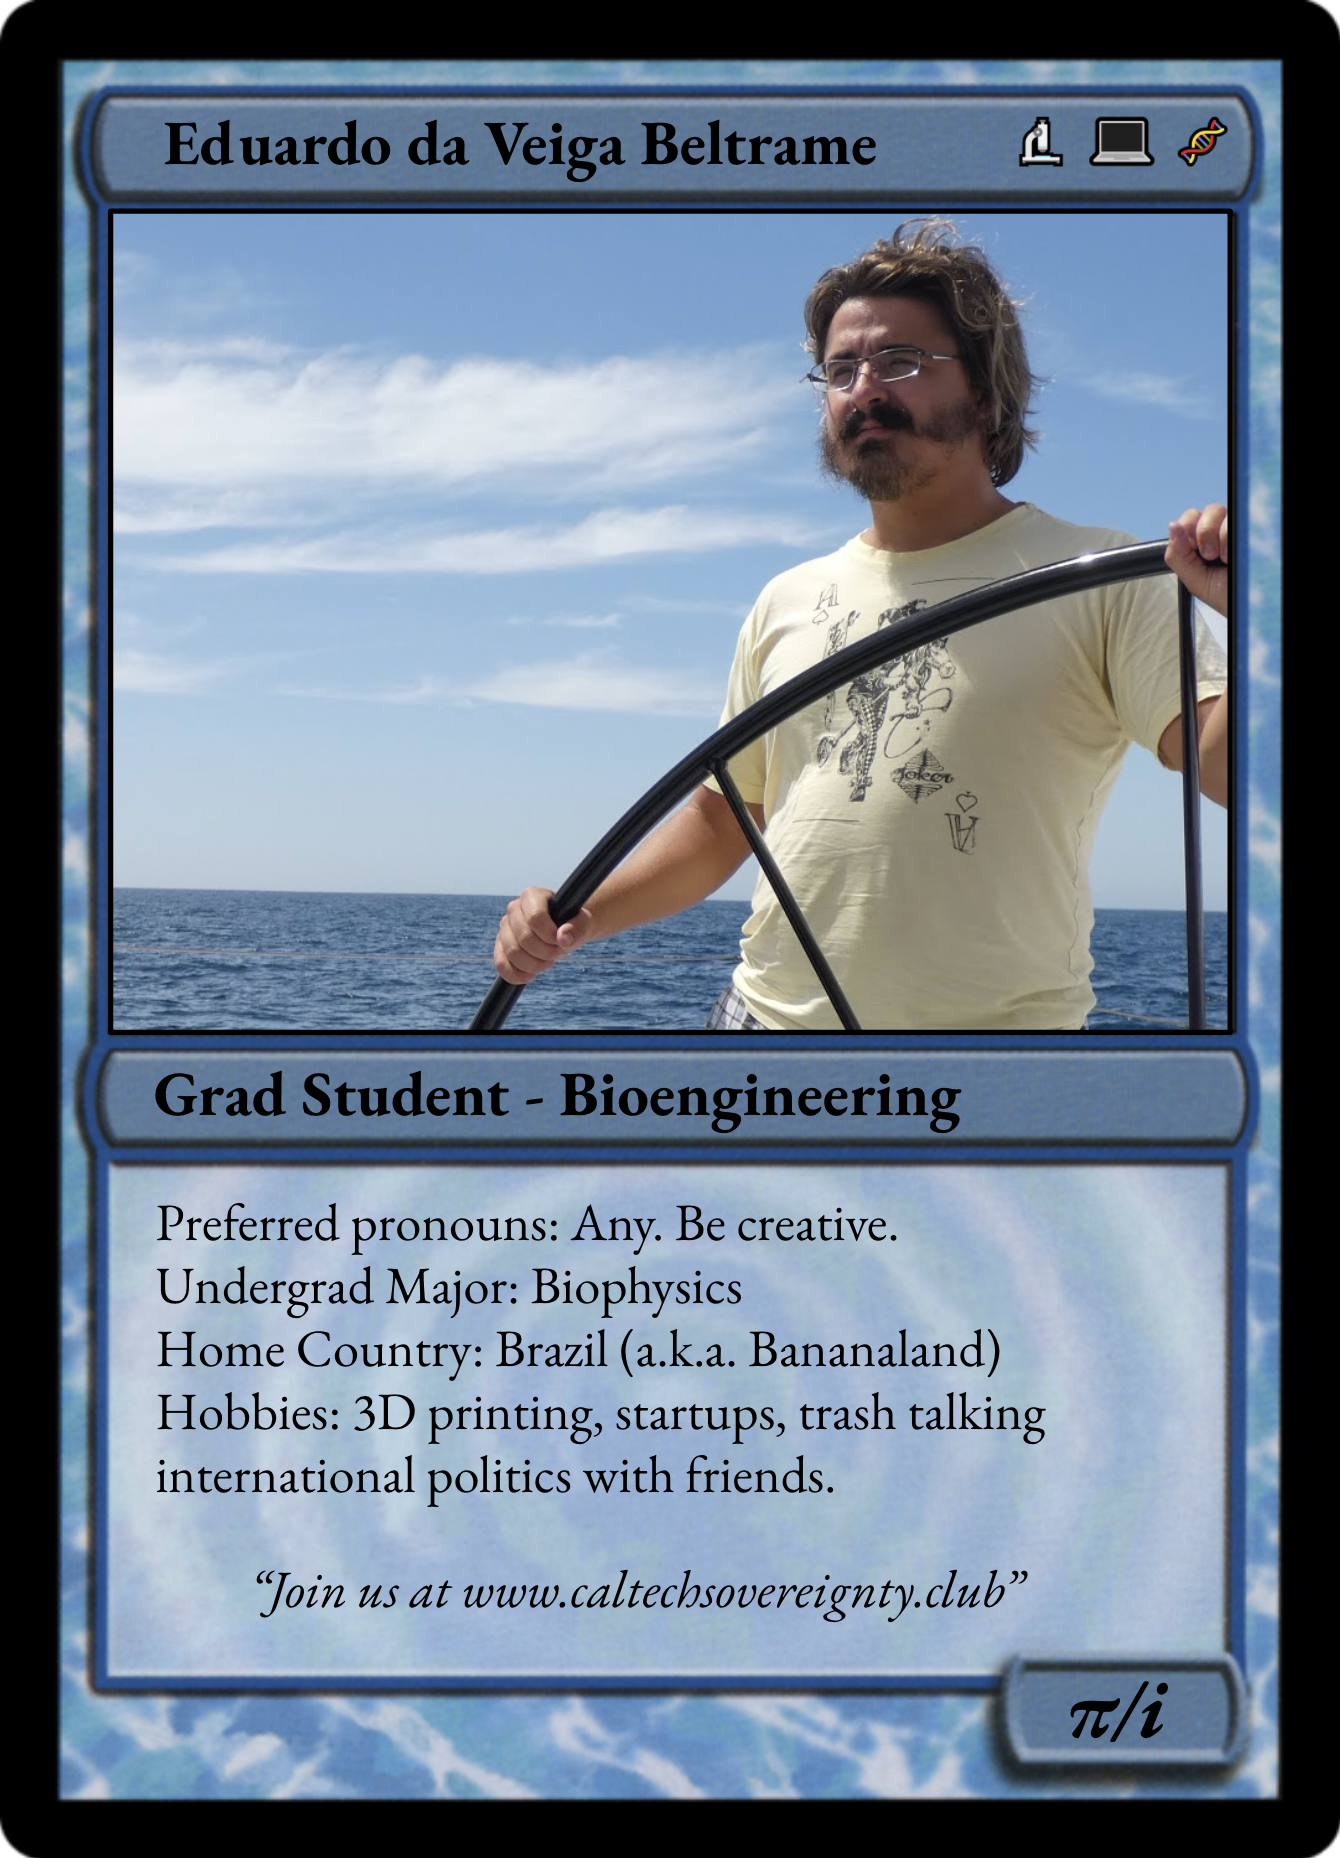 Eduardo da Veiga Beltrame
A
Joker
A
Grad Student - Bioengineering
Preferred pronouns: Any. Be creative.
Undergrad Major: Biophysics
Home Country: Brazil (a.k.a. Bananaland)
Hobbies: 3D printing, startups, trash talking
international politics with friends.
“Join us at www.caltechsovereignty.club”
π/i